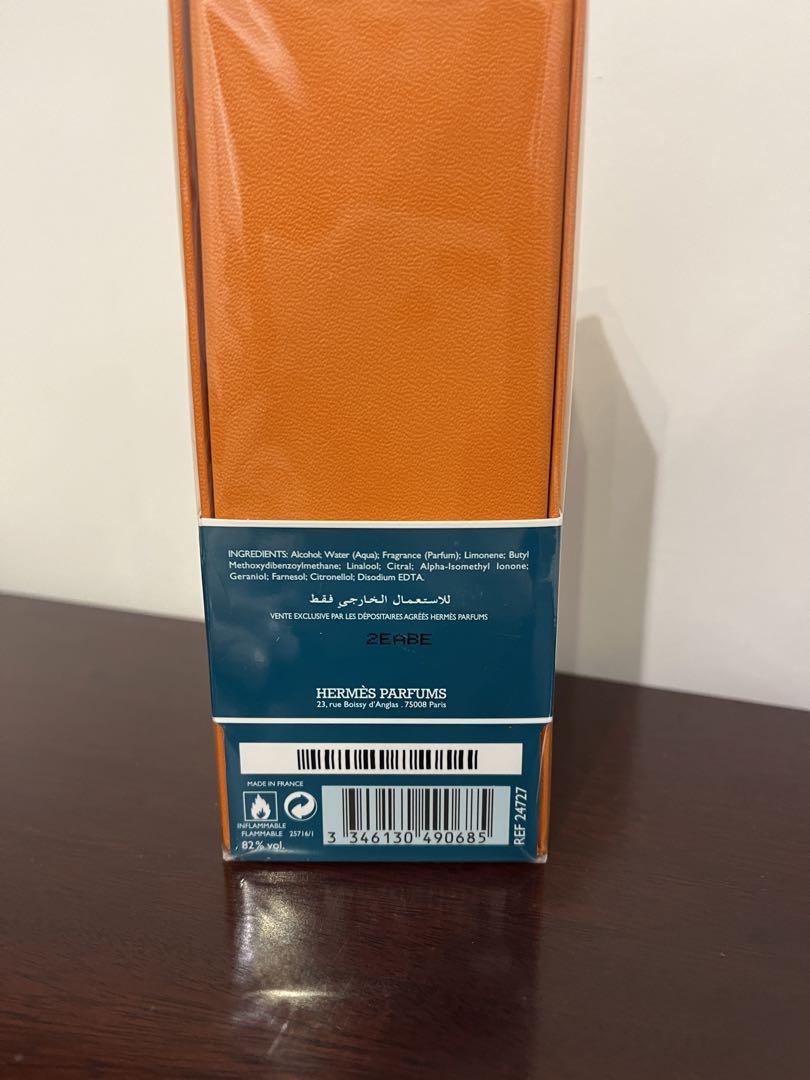 INGREDIENTS: Alcohol; Water (Aqua); Fragrance (Parfum); Limonene; Butyl
Methoxydibenzoylmethane; Linalool; Citral; Alpha-Isomethyl Ionone;
Geraniol; Farnesol; Citronellol; Disodium EDTA.
للاستعمال الخارجي فقط
VENTE EXCLUSIVE PAR LES DÉPOSITAIRES AGRÉÉS HERMÈS PARFUMS
2EABE
HERMÈS PARFUMS
23, rue Boissy d'Anglas . 75008 Paris
MADE IN FRANCE
INFLAMMABLE
FLAMMABLE 25716/1
82% vol.
3 346130 490685
REF 24727